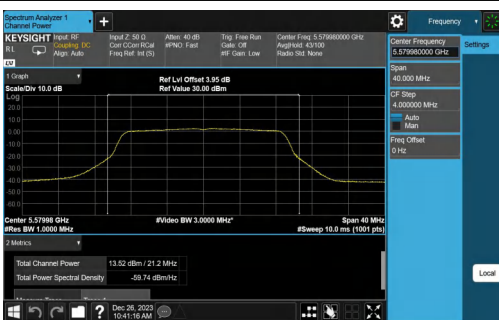 Spectrum Analyzer 1
Channel Power
Frequency
KEYSIGHT
Input: RF
Coupling: DC
Align: Auto
RL
LXI
Input Z: 50 Ω
Corr CCorr RCal
Freq Ref: Int (S)
Atten: 40 dB
#PNO: Fast
Trig: Free Run
Gate: Off
#IF Gain: Low
Center Freq: 5.579980000 GHz
Avg|Hold: 43/100
Radio Std: None
Center Frequency
5.579980000 GHz
Settings
Span
40.000 MHz
CF Step
4.000000 MHz
Auto
Man
Freq Offset
0 Hz
1 Graph
Scale/Div 10.0 dB
Ref Lvl Offset 3.95 dB
Ref Value 30.00 dBm
Log
20.0
10.0
0.00
-10.0
-20.0
-30.0
-40.0
-50.0
-60.0
Center 5.57998 GHz
#Res BW 1.0000 MHz
#Video BW 3.0000 MHz*
Span 40 MHz
#Sweep 10.0 ms (1001 pts)
2 Metrics
Total Channel Power 13.52 dBm / 21.2 MHz
Total Power Spectral Density -59.74 dBm/Hz
Local
?
Dec 26, 2023
10:41:16 AM